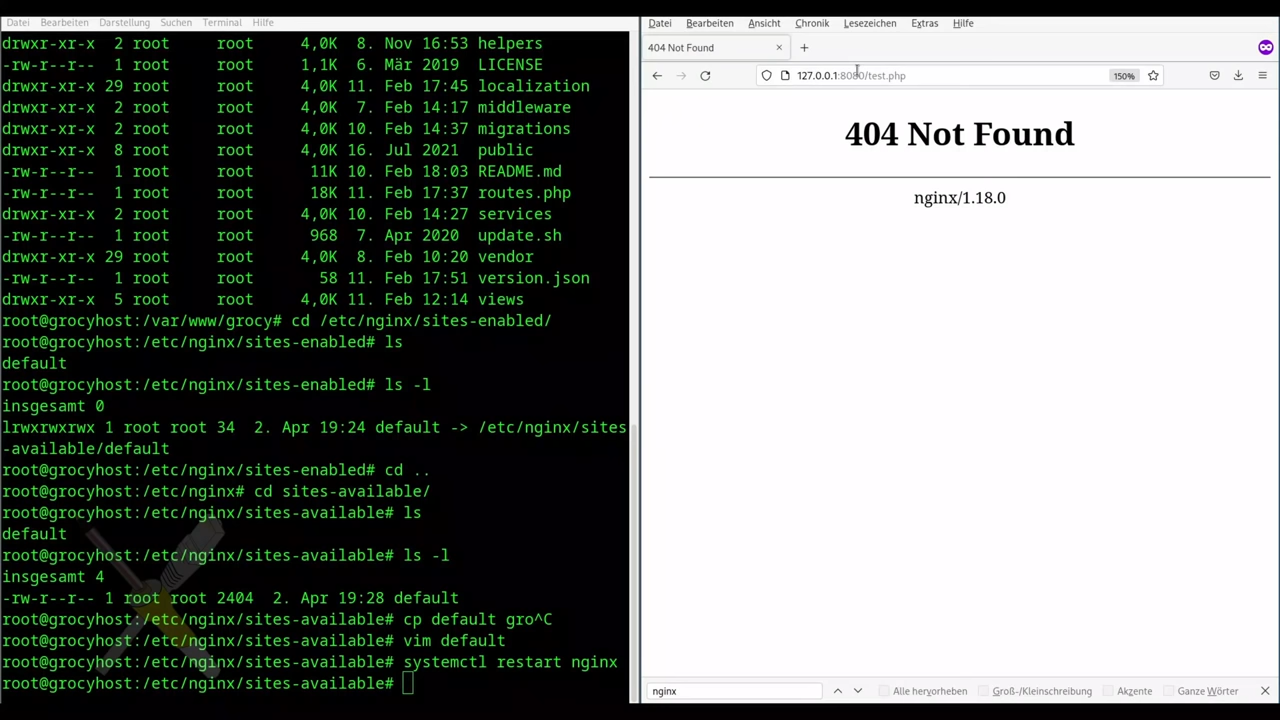 Datei Bearbeiten Darstellung Suchen Terminal Hilfe
drwxr-xr-x 2 root root 4,0K 8. Nov 16:53 helpers
-rw-r--r-- 1 root root 1,1K 6. Mär 2019 LICENSE
drwxr-xr-x 29 root root 4,0K 11. Feb 17:45 localization
drwxr-xr-x 2 root root 4,0K 7. Feb 14:17 middleware
drwxr-xr-x 2 root root 4,0K 10. Feb 14:37 migrations
drwxr-xr-x 8 root root 4,0K 16. Jul 2021 public
-rw-r--r-- 1 root root 11K 10. Feb 18:03 README.md
-rw-r--r-- 1 root root 18K 11. Feb 17:37 routes.php
drwxr-xr-x 2 root root 4,0K 10. Feb 14:27 services
-rw-r--r-- 1 root root 968 7. Apr 2020 update.sh
drwxr-xr-x 29 root root 4,0K 8. Feb 10:20 vendor
-rw-r--r-- 1 root root 58 11. Feb 17:51 version.json
drwxr-xr-x 5 root root 4,0K 11. Feb 12:14 views
root@grocyhost:/var/www/grocy# cd /etc/nginx/sites-enabled/
root@grocyhost:/etc/nginx/sites-enabled# ls
default
root@grocyhost:/etc/nginx/sites-enabled# ls -l
insgesamt 0
lrwxrwxrwx 1 root root 34 2. Apr 19:24 default -> /etc/nginx/sites
-available/default
root@grocyhost:/etc/nginx/sites-enabled# cd ..
root@grocyhost:/etc/nginx# cd sites-available/
root@grocyhost:/etc/nginx/sites-available# ls
default
root@grocyhost:/etc/nginx/sites-available# ls -l
insgesamt 4
-rw-r--r-- 1 root root 2404 2. Apr 19:28 default
root@grocyhost:/etc/nginx/sites-available# cp default gro^C
root@grocyhost:/etc/nginx/sites-available# vim default
root@grocyhost:/etc/nginx/sites-available# systemctl restart nginx
root@grocyhost:/etc/nginx/sites-available#
Datei Bearbeiten Ansicht Chronik Lesezeichen Extras Hilfe
404 Not Found
127.0.0.1:8080/test.php 150%
404 Not Found
nginx/1.18.0
nginx Alle hervorheben Groß-/Kleinschreibung Akzente Ganze Wörter